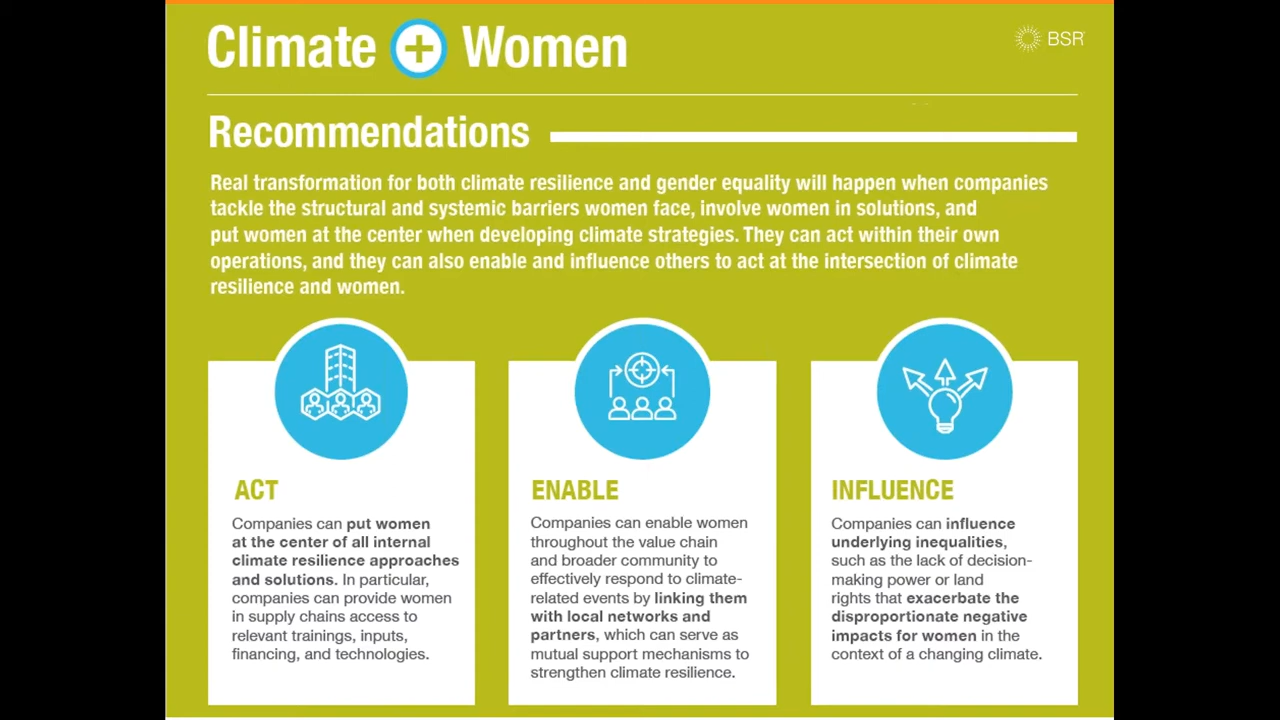 Climate + Women
BSR
Recommendations
Real transformation for both climate resilience and gender equality will happen when companies
tackle the structural and systemic barriers women face, involve women in solutions, and
put women at the center when developing climate strategies. They can act within their own
operations, and they can also enable and influence others to act at the intersection of climate
resilience and women.
ACT
Companies can put women
at the center of all internal
climate resilience approaches
and solutions. In particular,
companies can provide women
in supply chains access to
relevant trainings, inputs,
financing, and technologies.
ENABLE
Companies can enable women
throughout the value chain
and broader community to
effectively respond to climate-
related events by linking them
with local networks and
partners, which can serve as
mutual support mechanisms to
strengthen climate resilience.
INFLUENCE
Companies can influence
underlying inequalities,
such as the lack of decision-
making power or land
rights that exacerbate the
disproportionate negative
impacts for women in the
context of a changing climate.